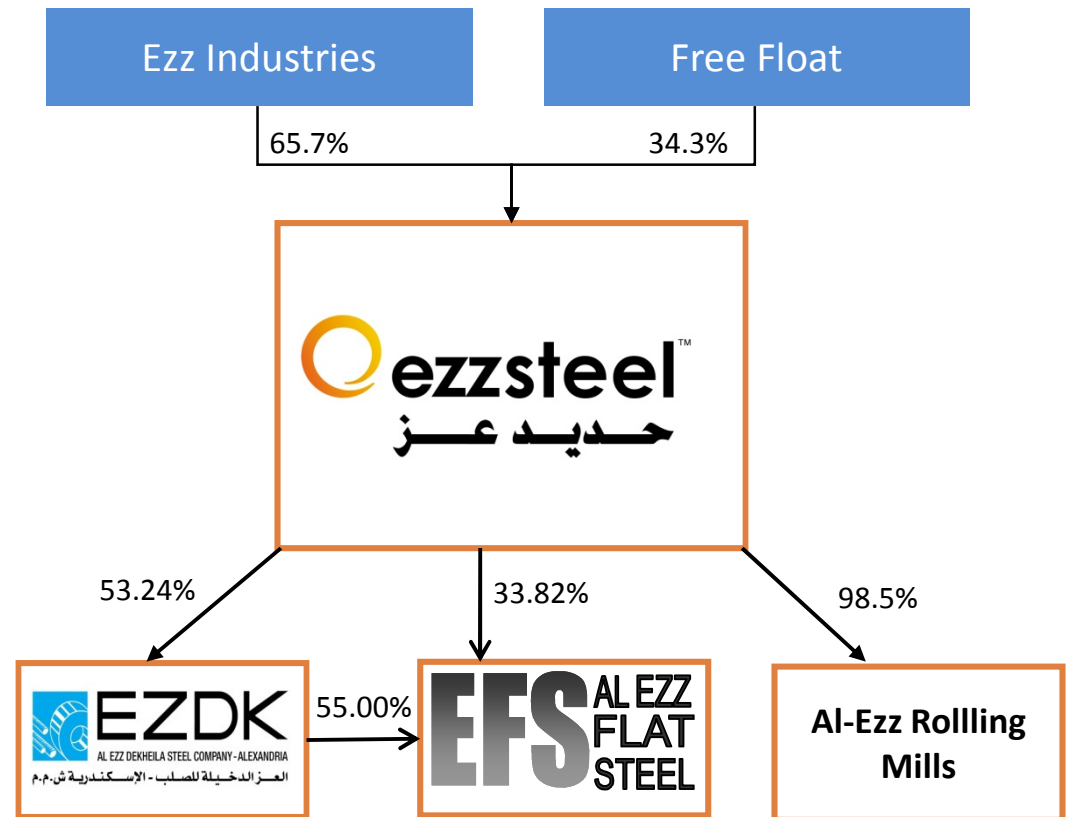 Ezz Industries
Free Float
65.7%
34.3%
ezzsteel™
حديد عز
53.24%
33.82%
98.5%
EZDK
AL EZZ DEKHEILA STEEL COMPANY - ALEXANDRIA
العز الدخيلة للصلب - الإسكندرية ش.م.م
55.00%
EFS
AL EZZ
FLAT
STEEL
Al-Ezz Rollling
Mills